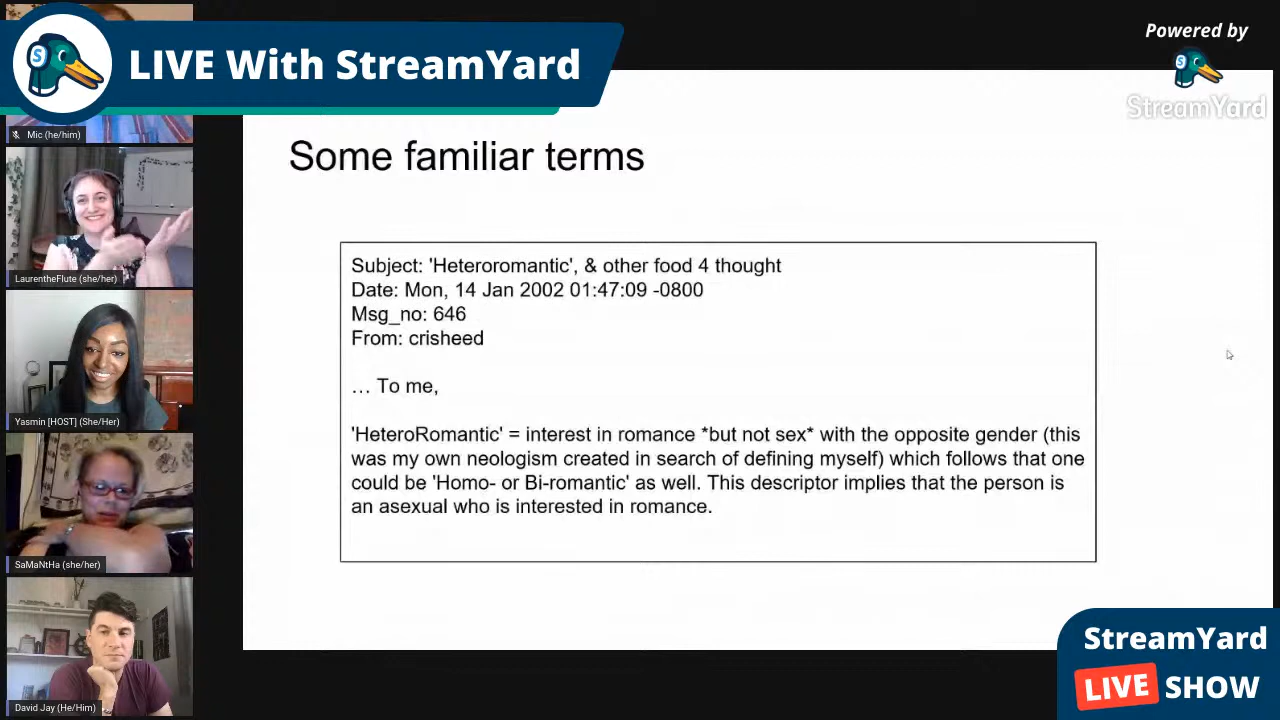 LIVE With StreamYard
Powered by
StreamYard
Mic (he/him)
LaurentheFlute (she/her)
Yasmin [HOST] (She/Her)
SaMaNtHa (she/her)
David Jay (He/Him)
Some familiar terms
Subject: 'Heteroromantic', & other food 4 thought
Date: Mon, 14 Jan 2002 01:47:09 -0800
Msg_no: 646
From: crisheed
… To me,
'HeteroRomantic' = interest in romance *but not sex* with the opposite gender (this
was my own neologism created in search of defining myself) which follows that one
could be 'Homo- or Bi-romantic' as well. This descriptor implies that the person is
an asexual who is interested in romance.
StreamYard
LIVE SHOW